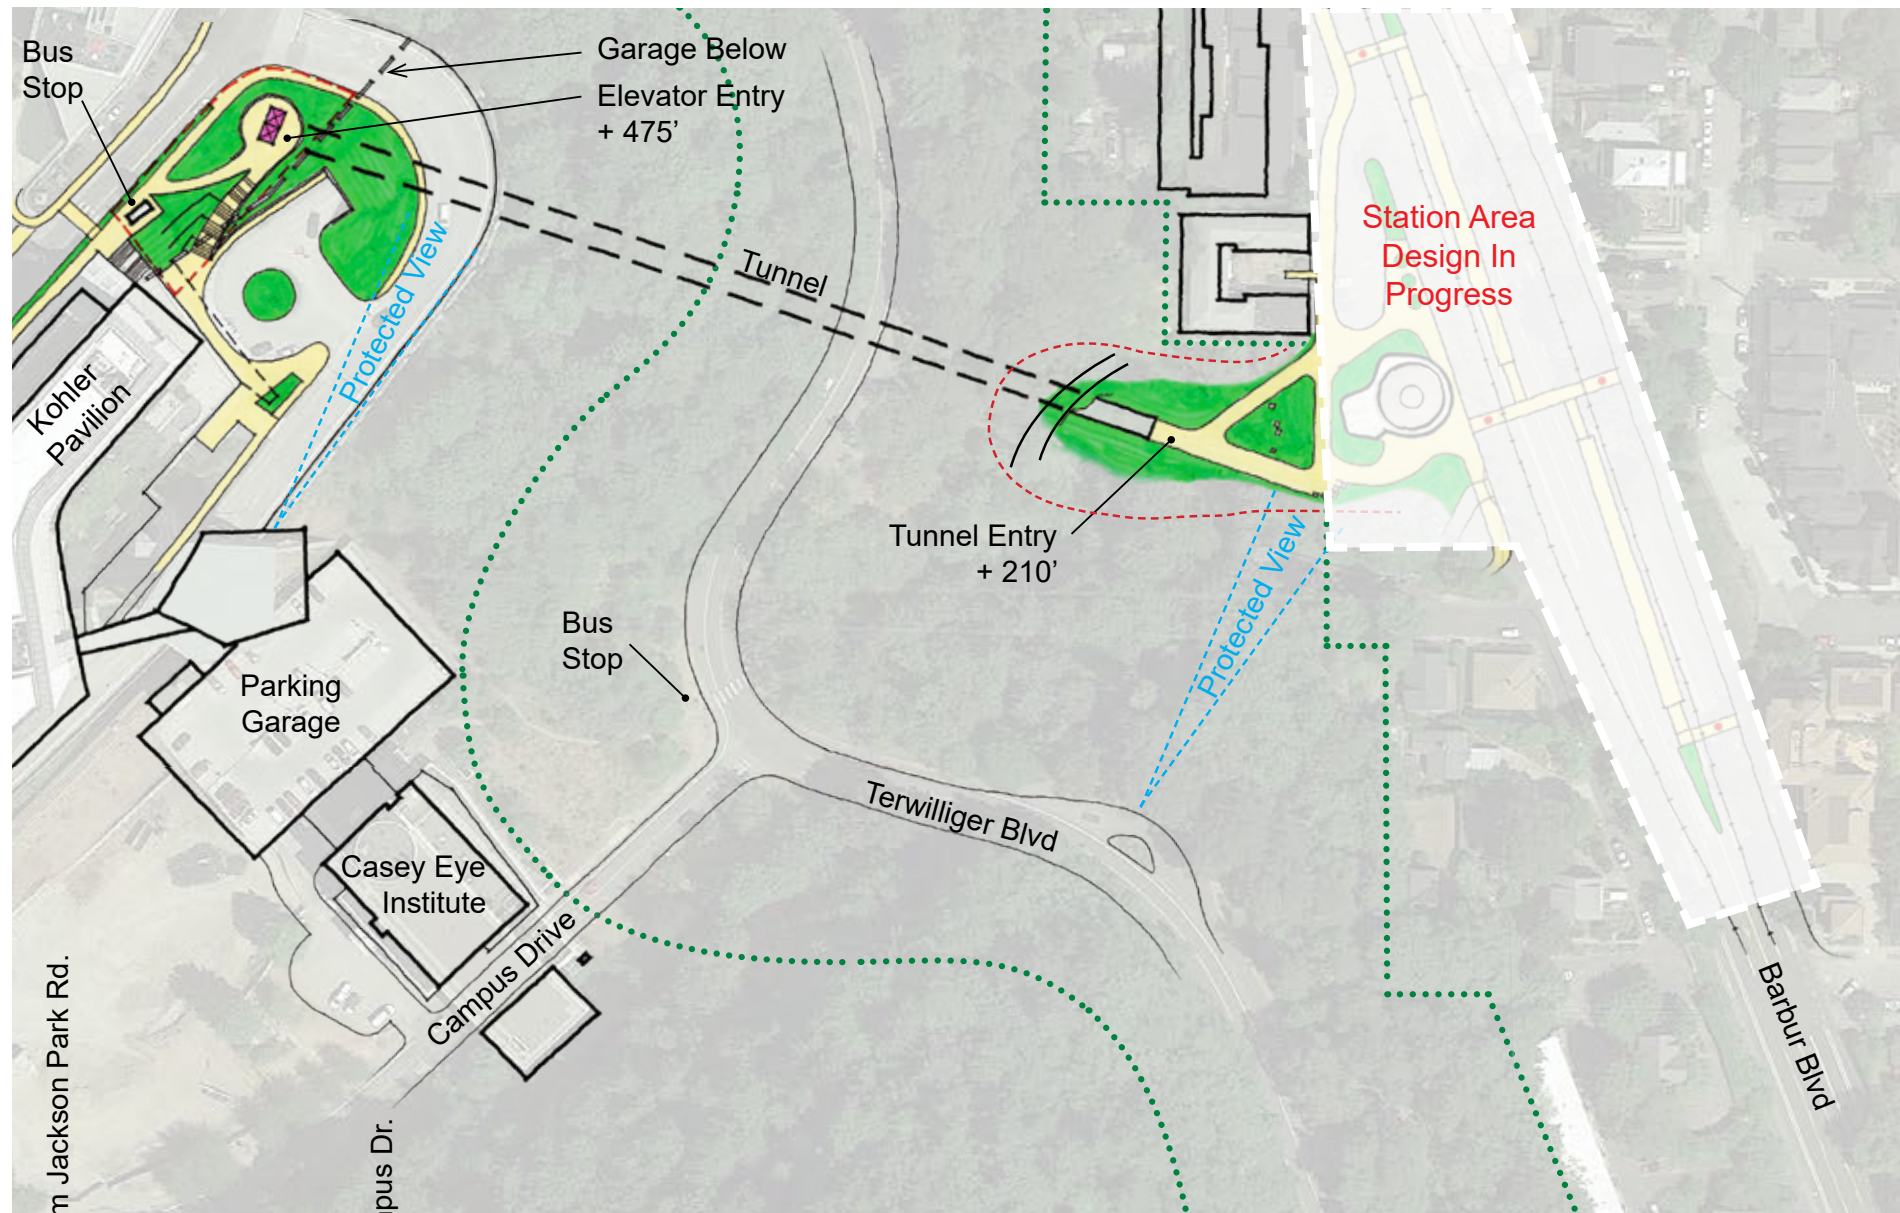 Bus
Stop
Garage Below
Elevator Entry
+ 475’
Tunnel
Station Area
Design In
Progress
Protected View
Kohler
Pavilion
Tunnel Entry
+ 210’
Protected View
Bus
Stop
Parking
Garage
Terwilliger Blvd
Casey Eye
Institute
Campus Drive
Barbur Blvd
m Jackson Park Rd.
pus Dr.